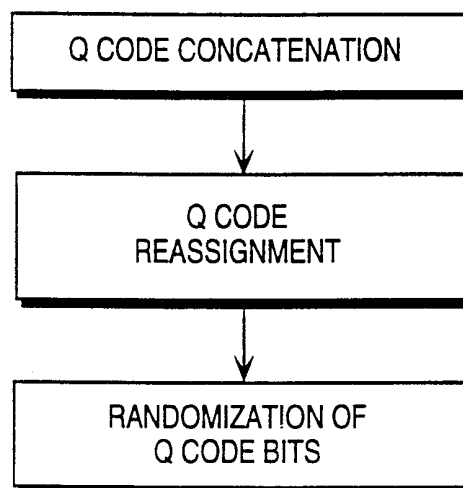 Q CODE CONCATENATION
Q CODE
REASSIGNMENT
RANDOMIZATION OF
Q CODE BITS